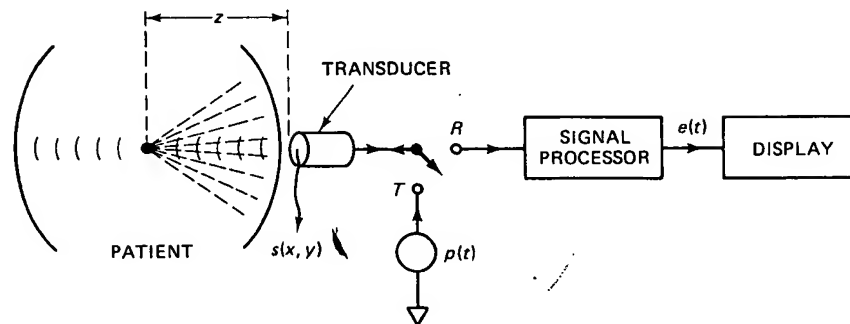 z
TRANSDUCER
R
SIGNAL
PROCESSOR
e(t)
DISPLAY
T
PATIENT
s(x, y)
p(t)